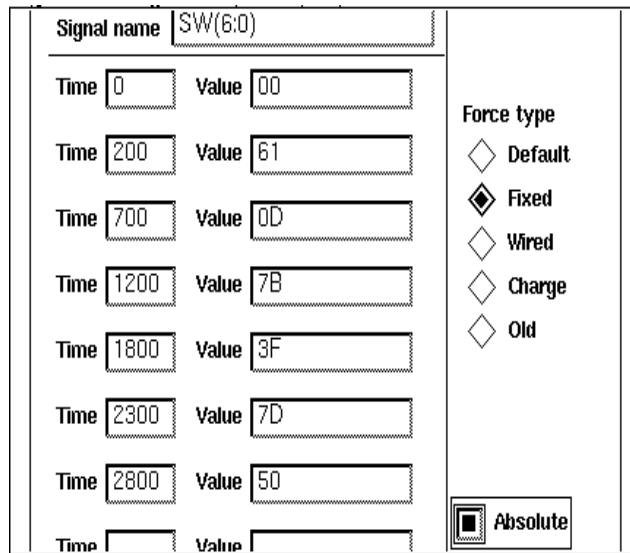 Signal name SW(6:0)
Time 0 Value 00
Time 200 Value 61
Time 700 Value 0D
Time 1200 Value 7B
Time 1800 Value 3F
Time 2300 Value 7D
Time 2800 Value 50
Time Value
Force type
Default
Fixed
Wired
Charge
Old
Absolute